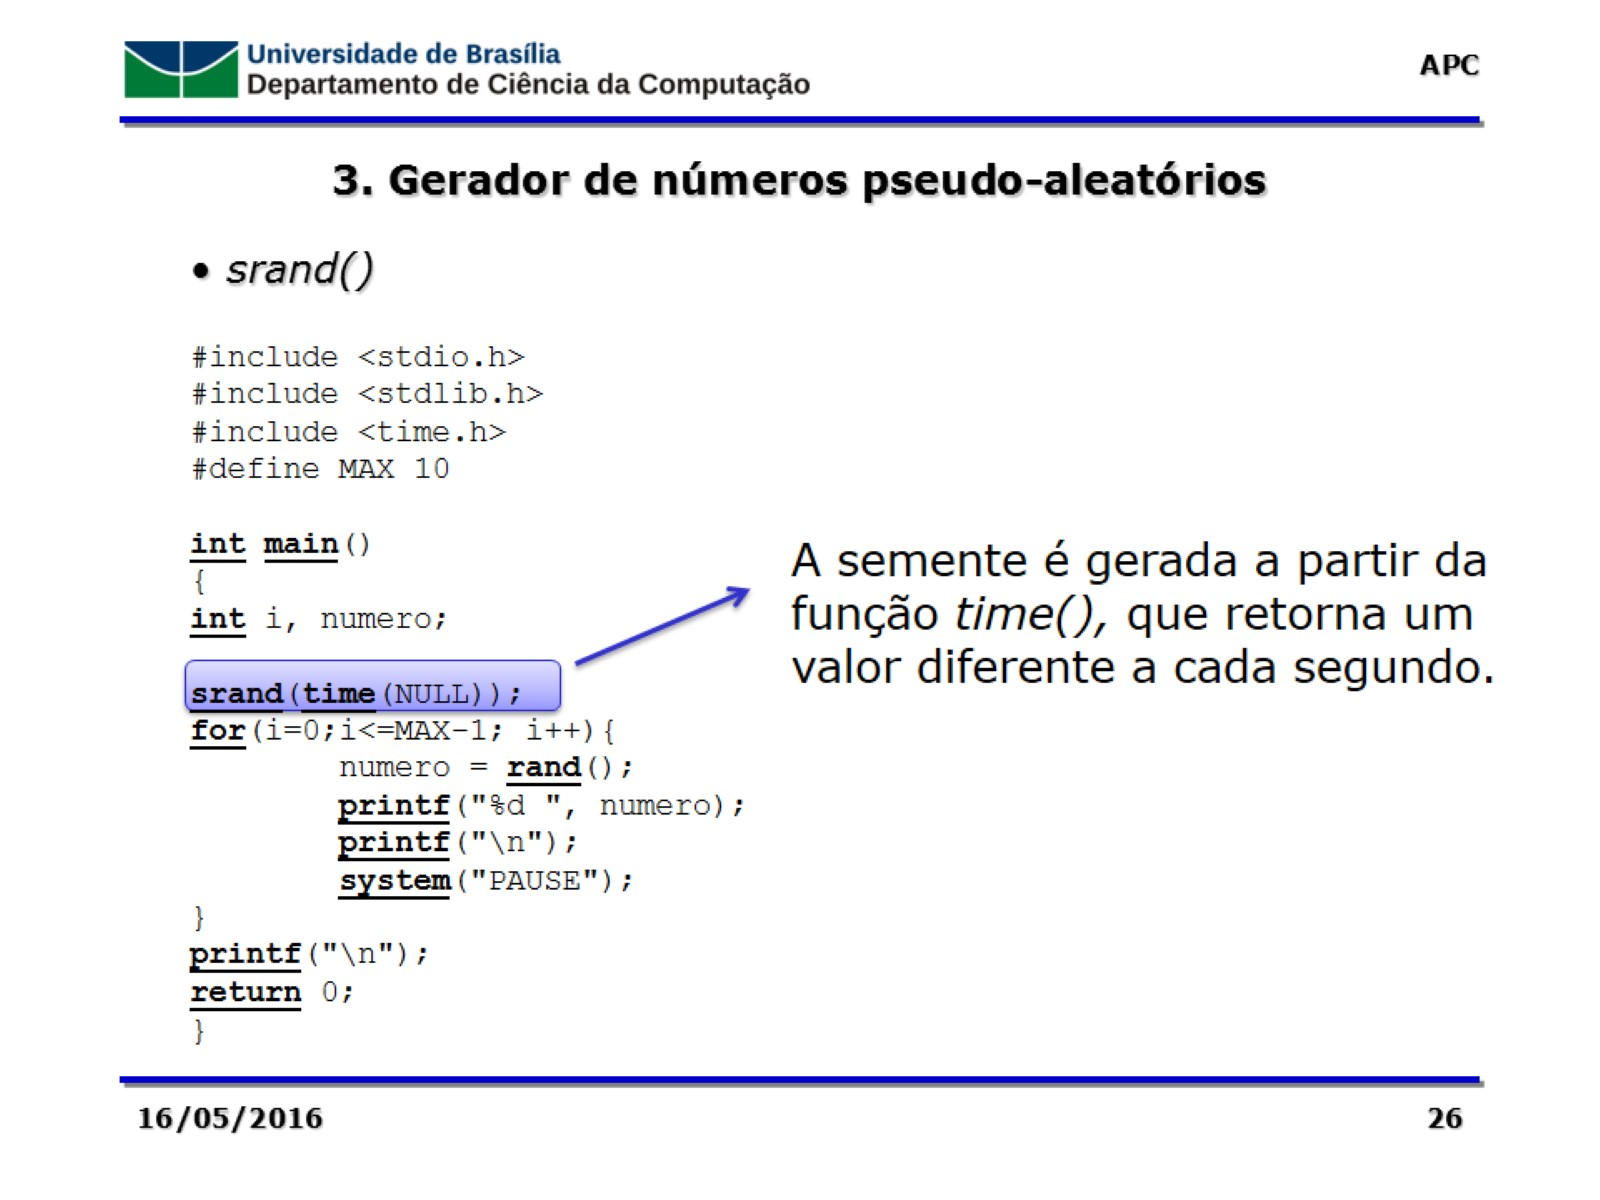 Universidade de Brasília
Departamento de Ciência da Computação
APC
3. Gerador de números pseudo-aleatórios
• srand()
#include <stdio.h>
#include <stdlib.h>
#include <time.h>
#define MAX 10
int main()
{
int i, numero;
srand(time(NULL));
for(i=0;i<=MAX-1; i++){
numero = rand();
printf("%d ", numero);
printf("\n");
system("PAUSE");
}
printf("\n");
return 0;
}
A semente é gerada a partir da
função time(), que retorna um
valor diferente a cada segundo.
16/05/2016
26